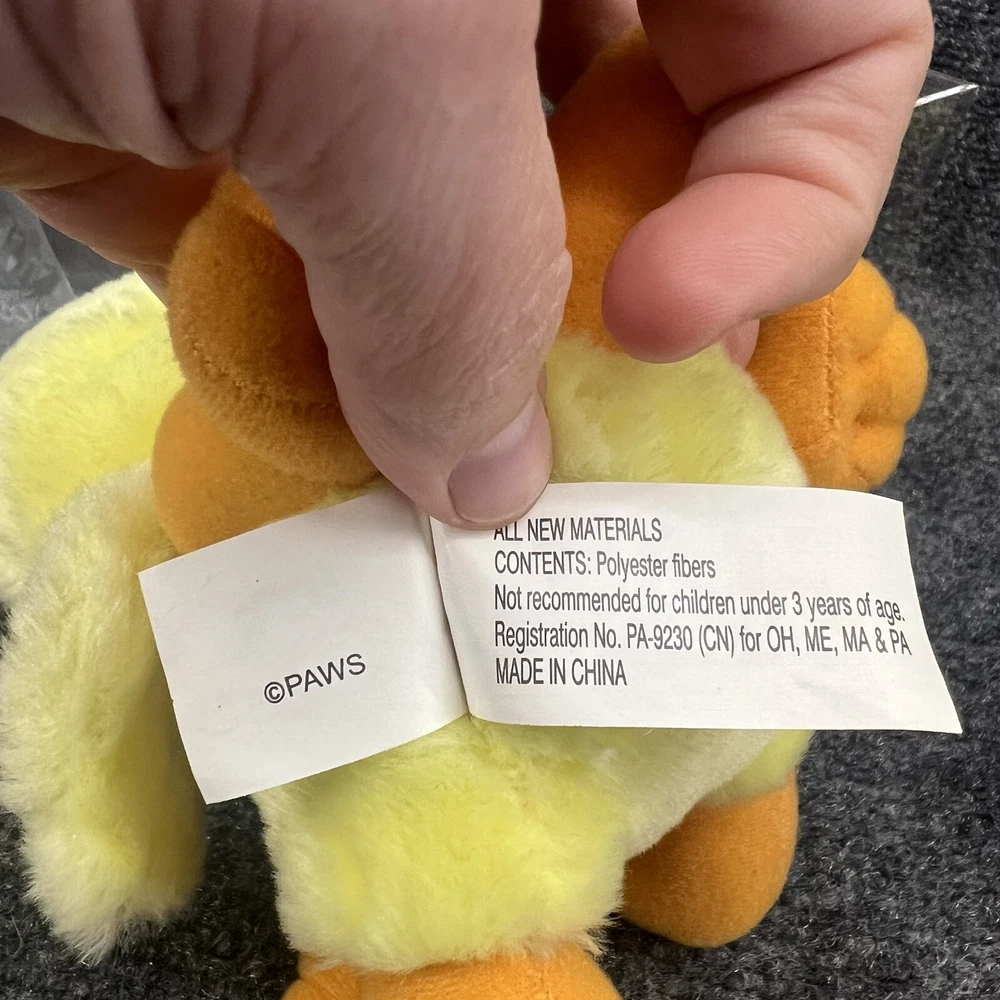 ©PAWS
ALL NEW MATERIALS
CONTENTS: Polyester fibers
Not recommended for children under 3 years of age.
Registration No. PA-9230 (CN) for OH, ME, MA & PA
MADE IN CHINA